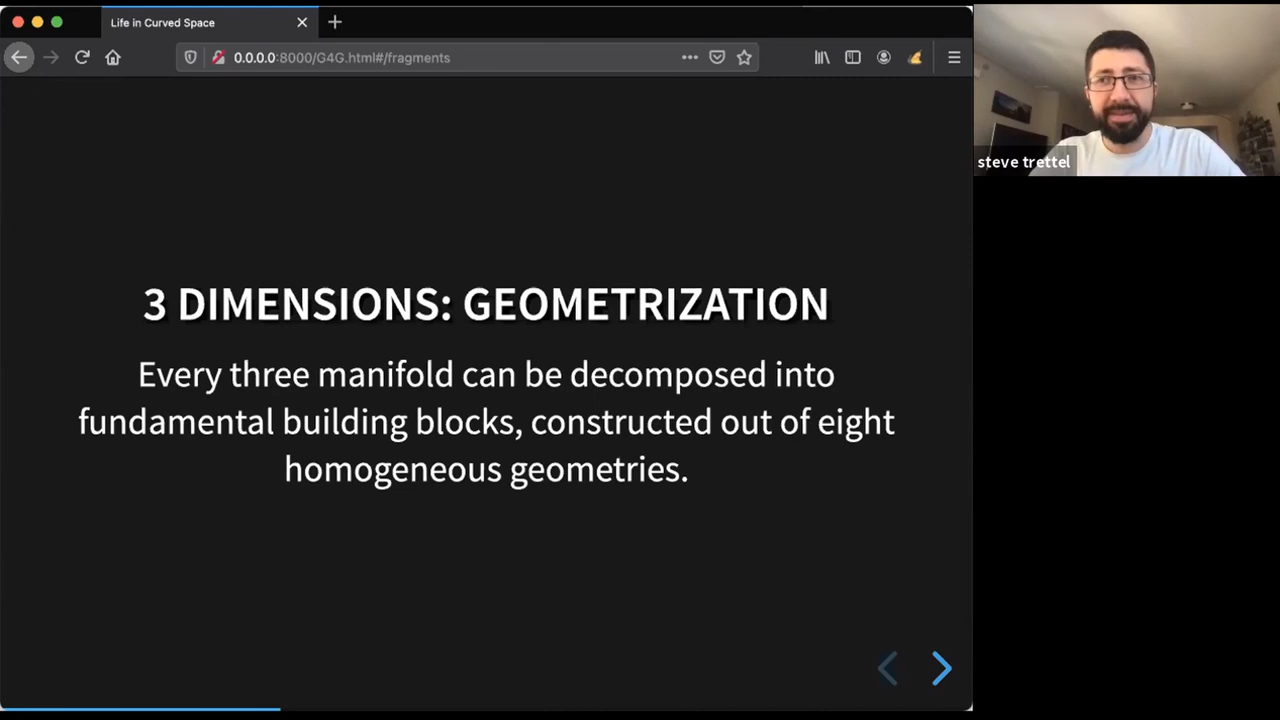 Life in Curved Space
0.0.0.0:8000/G4G.html#/fragments
steve trettel
3 DIMENSIONS: GEOMETRIZATION
Every three manifold can be decomposed into
fundamental building blocks, constructed out of eight
homogeneous geometries.